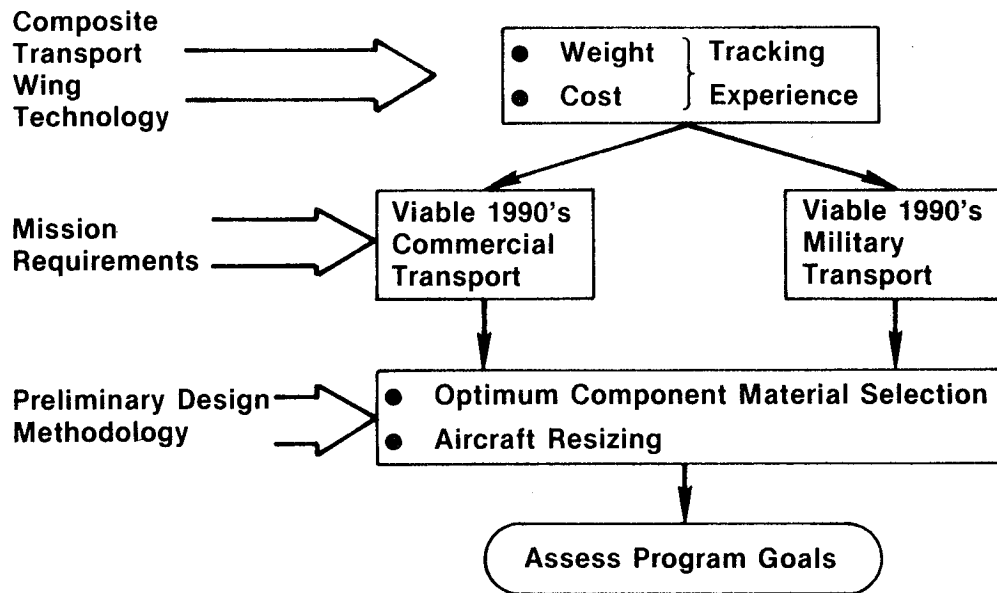 Composite
Transport
Wing
Technology
● Weight } Tracking
● Cost } Experience
Mission
Requirements
Viable 1990's
Commercial
Transport
Viable 1990's
Military
Transport
Preliminary Design
Methodology
● Optimum Component Material Selection
● Aircraft Resizing
Assess Program Goals